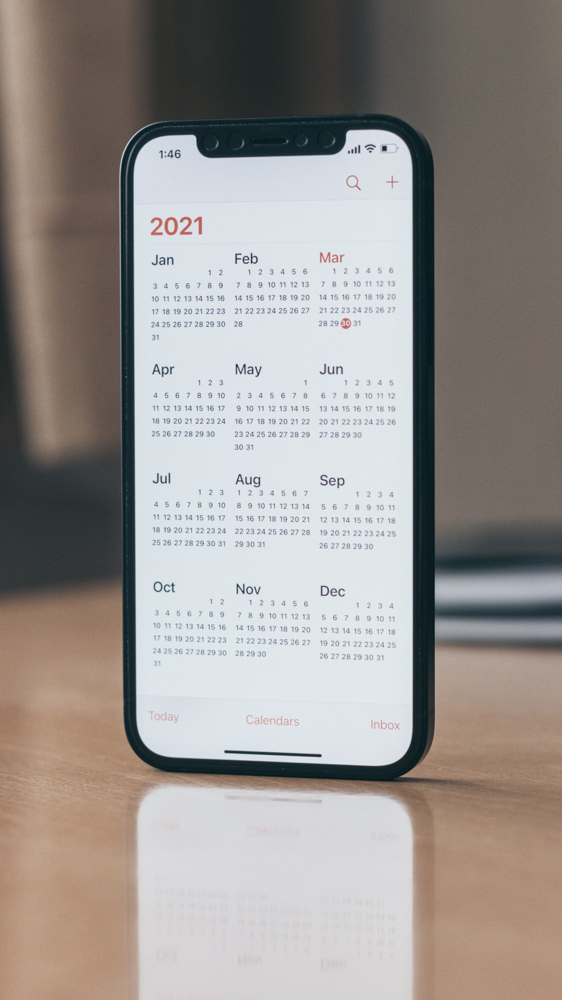 1:46
2021
Jan Feb Mar
1 2 1 2 3 4 5 6 1 2 3 4 5 6
3 4 5 6 7 8 9 7 8 9 10 11 12 13 7 8 9 10 11 12 13
10 11 12 13 14 15 16 14 15 16 17 18 19 20 14 15 16 17 18 19 20
17 18 19 20 21 22 23 21 22 23 24 25 26 27 21 22 23 24 25 26 27
24 25 26 27 28 29 30 28 28 29 30 31
31
Apr May Jun
1 2 3 1 1 2 3 4 5
4 5 6 7 8 9 10 2 3 4 5 6 7 8 6 7 8 9 10 11 12
11 12 13 14 15 16 17 9 10 11 12 13 14 15 13 14 15 16 17 18 19
18 19 20 21 22 23 24 16 17 18 19 20 21 22 20 21 22 23 24 25 26
25 26 27 28 29 30 23 24 25 26 27 28 29 27 28 29 30
30 31
Jul Aug Sep
1 2 3 1 2 3 4 5 6 7 1 2 3 4
4 5 6 7 8 9 10 8 9 10 11 12 13 14 5 6 7 8 9 10 11
11 12 13 14 15 16 17 15 16 17 18 19 20 21 12 13 14 15 16 17 18
18 19 20 21 22 23 24 22 23 24 25 26 27 28 19 20 21 22 23 24 25
25 26 27 28 29 30 31 29 30 31 26 27 28 29 30
Oct Nov Dec
1 2 1 2 3 4 5 6 1 2 3 4
3 4 5 6 7 8 9 7 8 9 10 11 12 13 5 6 7 8 9 10 11
10 11 12 13 14 15 16 14 15 16 17 18 19 20 12 13 14 15 16 17 18
17 18 19 20 21 22 23 21 22 23 24 25 26 27 19 20 21 22 23 24 25
24 25 26 27 28 29 30 28 29 30 26 27 28 29 30 31
31
Today Calendars Inbox